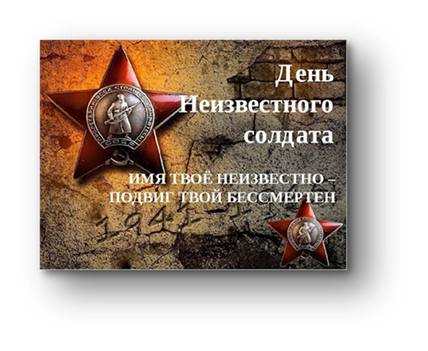 День
Неизвестного
солдата
ИМЯ ТВОЁ НЕИЗВЕСТНО –
ПОДВИГ ТВОЙ БЕССМЕРТЕН